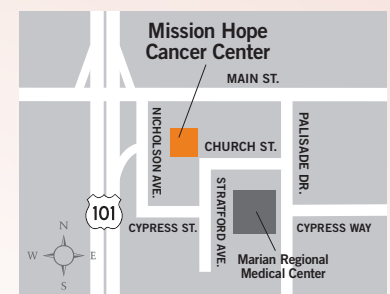 Mission Hope
Cancer Center
MAIN ST.
NICHOLSON AVE.
CHURCH ST.
PALISADE DR.
101
STRATFORD AVE.
CYPRESS ST.
CYPRESS WAY
N
W
E
S
Marian Regional
Medical Center